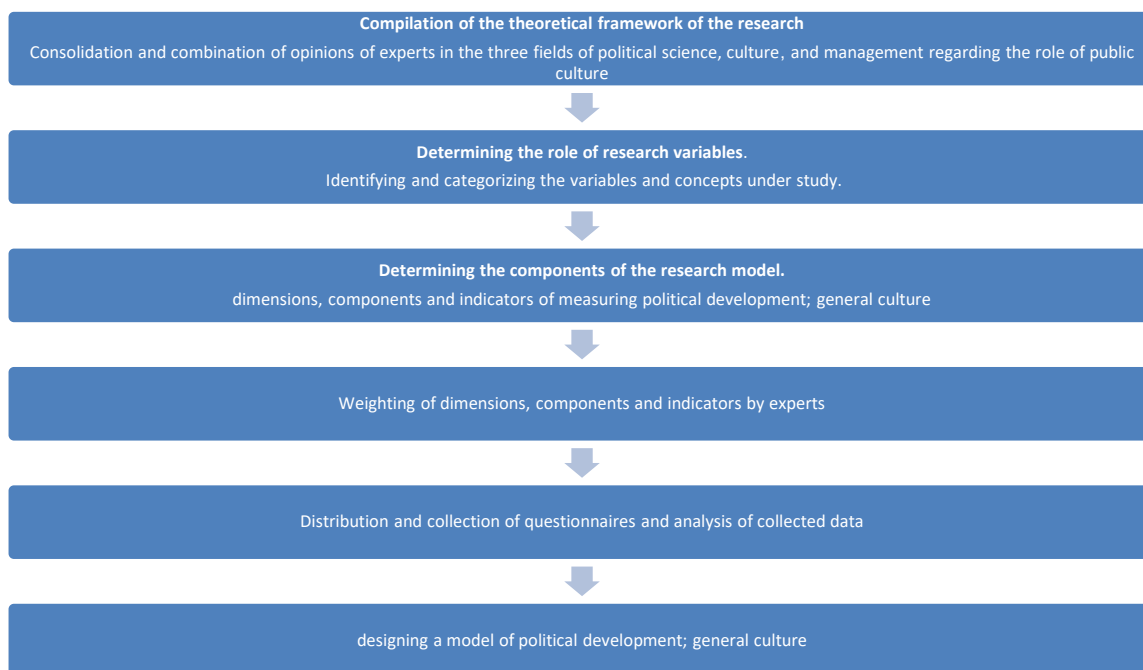 Compilation of the theoretical framework of the research
Consolidation and combination of opinions of experts in the three fields of political science, culture, and management regarding the role of public
culture
Determining the role of research variables.
Identifying and categorizing the variables and concepts under study.
Determining the components of the research model.
dimensions, components and indicators of measuring political development; general culture
Weighting of dimensions, components and indicators by experts
Distribution and collection of questionnaires and analysis of collected data
designing a model of political development; general culture